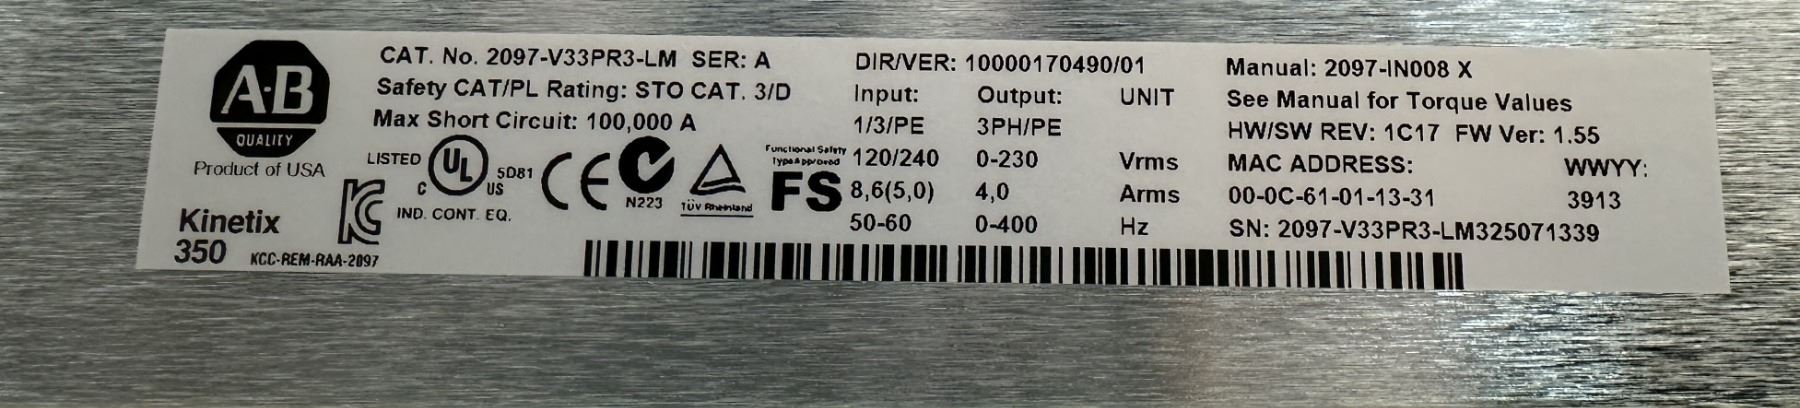 A·B
QUALITY
Product of USA
Kinetix
350
KCC-REM-RAA-2097
CAT. No. 2097-V33PR3-LM SER: A
Safety CAT/PL Rating: STO CAT. 3/D
Max Short Circuit: 100,000 A
LISTED
C UL US
5D81
IND. CONT. EQ.
CE
N223
TÜV Rheinland
Functional Safety
Type Approved
FS
DIR/VER: 10000170490/01
Input: Output: UNIT
1/3/PE 3PH/PE
120/240 0-230 Vrms
8,6(5,0) 4,0 Arms
50-60 0-400 Hz
Manual: 2097-IN008 X
See Manual for Torque Values
HW/SW REV: 1C17 FW Ver: 1.55
MAC ADDRESS: WWYY:
00-0C-61-01-13-31 3913
SN: 2097-V33PR3-LM325071339